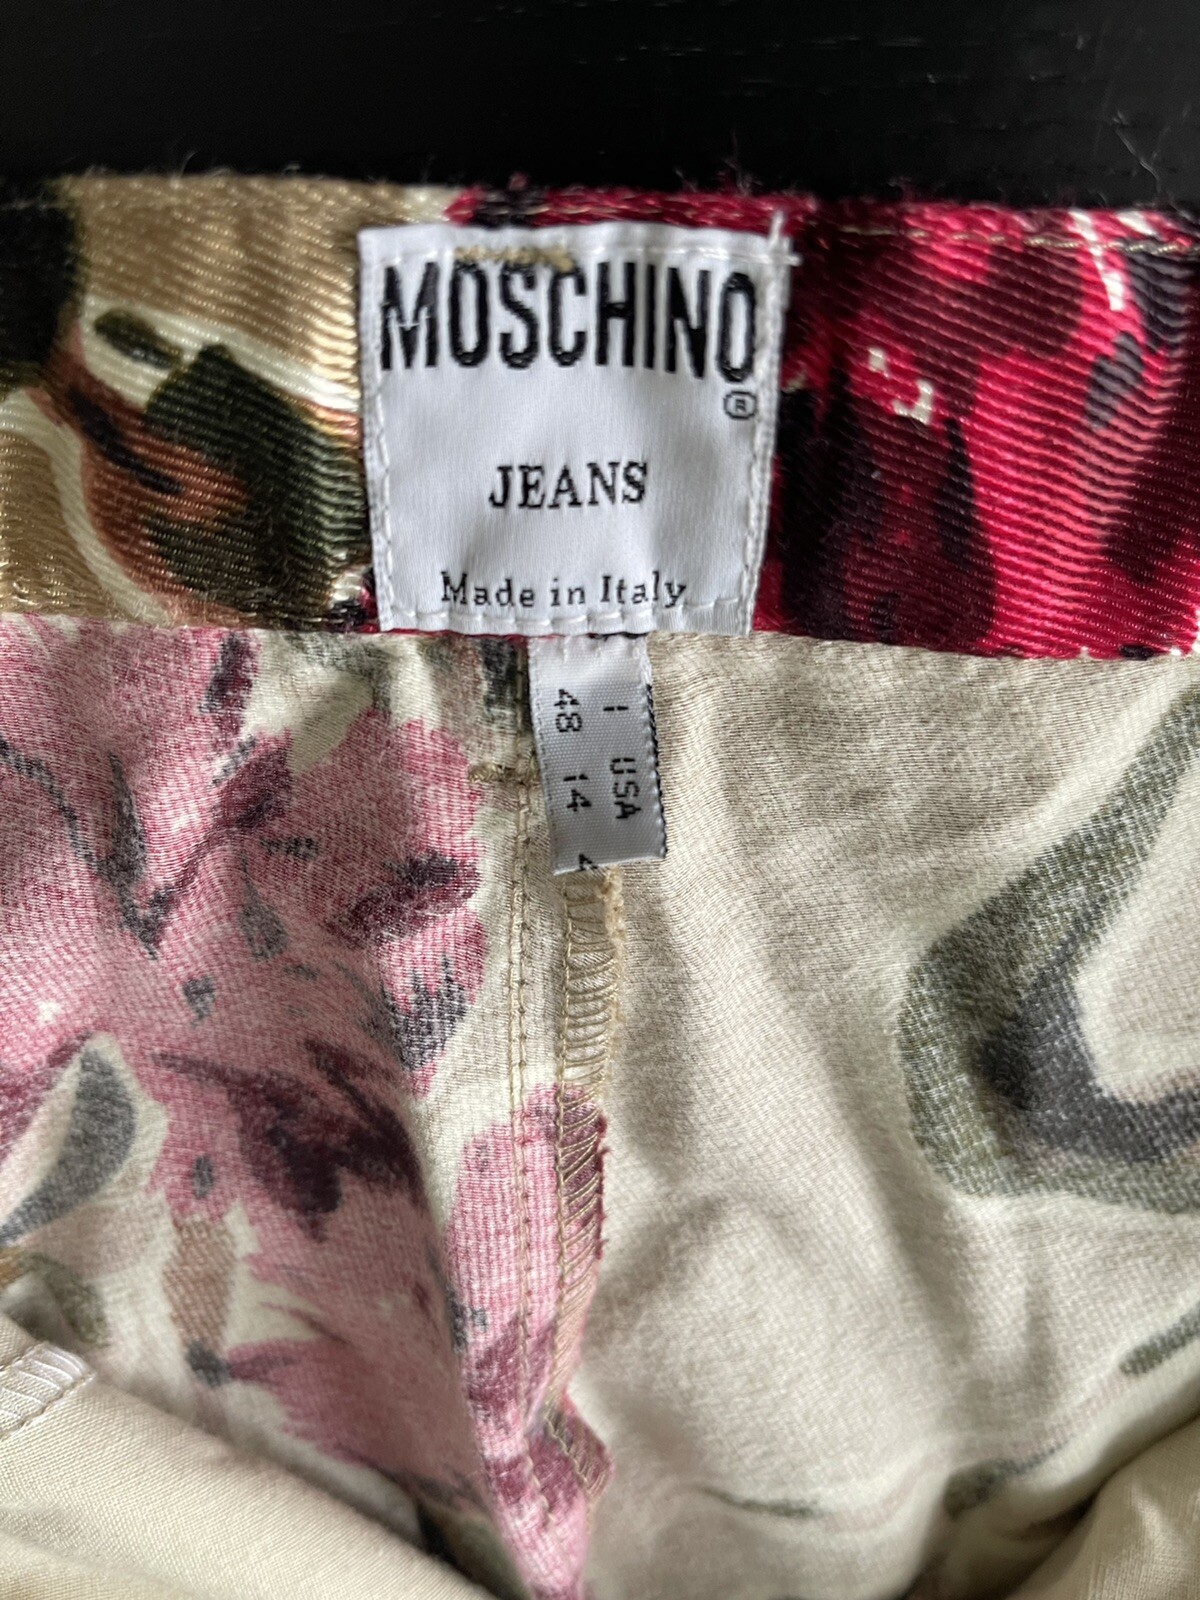 MOSCHINO
®
JEANS
Made in Italy
I USA
48 14